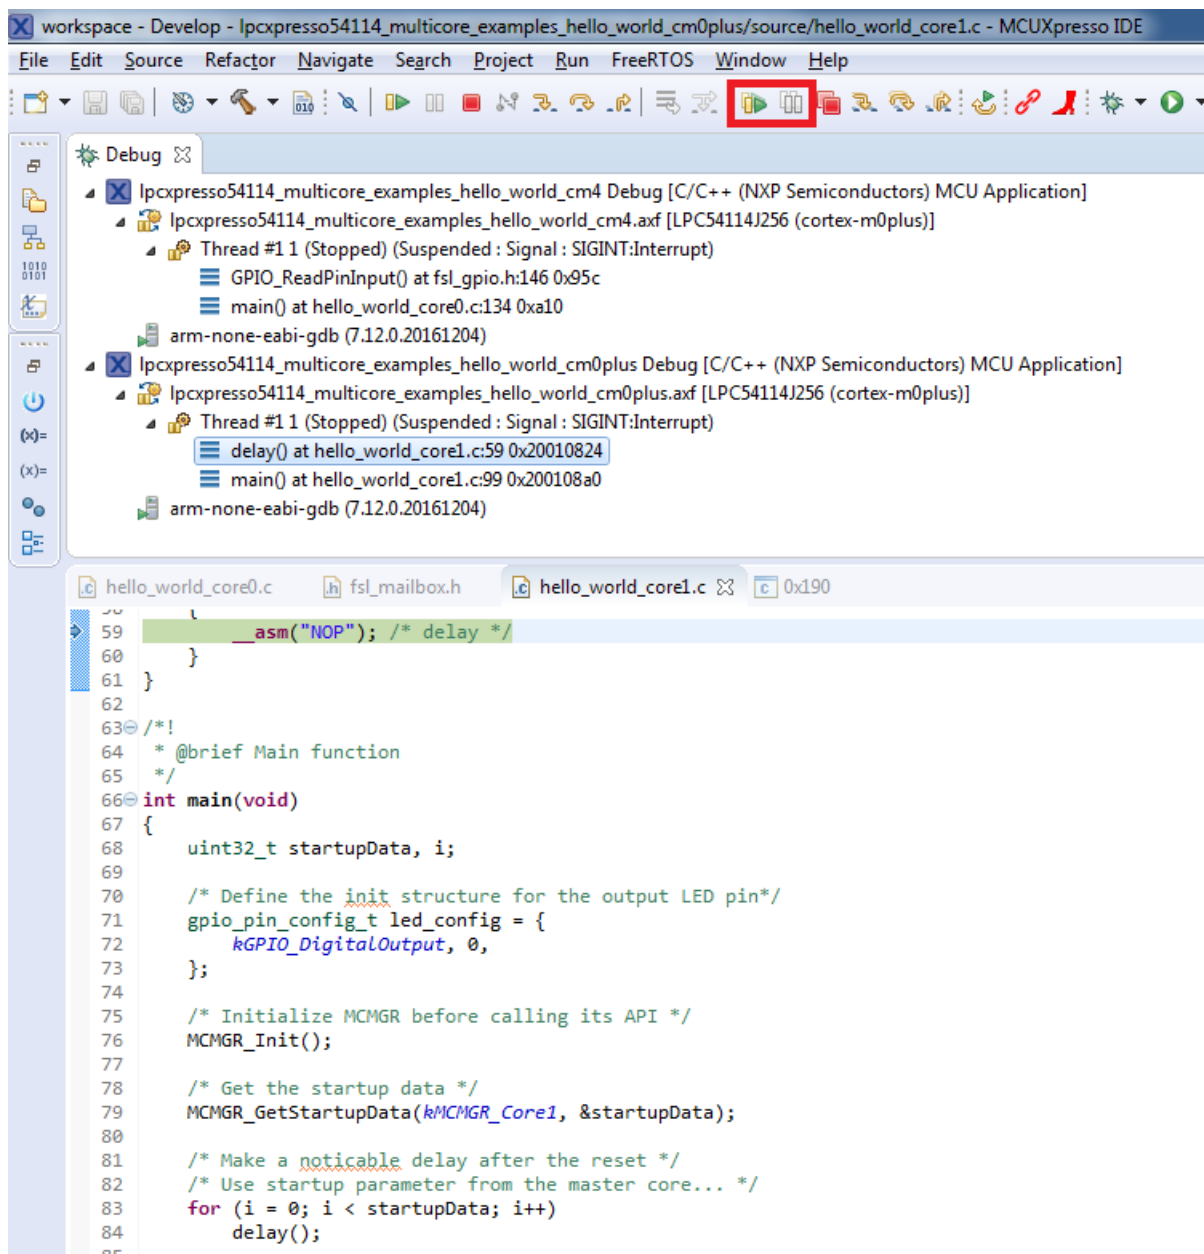 workspace - Develop - lpcxpresso54114_multicore_examples_hello_world_cm0plus/source/hello_world_core1.c - MCUXpresso IDE
File Edit Source Refactor Navigate Search Project Run FreeRTOS Window Help
Debug
lpcxpresso54114_multicore_examples_hello_world_cm4 Debug [C/C++ (NXP Semiconductors) MCU Application]
lpcxpresso54114_multicore_examples_hello_world_cm4.axf [LPC54114J256 (cortex-m0plus)]
Thread #1 1 (Stopped) (Suspended : Signal : SIGINT:Interrupt)
GPIO_ReadPinInput() at fsl_gpio.h:146 0x95c
main() at hello_world_core0.c:134 0xa10
arm-none-eabi-gdb (7.12.0.20161204)
lpcxpresso54114_multicore_examples_hello_world_cm0plus Debug [C/C++ (NXP Semiconductors) MCU Application]
lpcxpresso54114_multicore_examples_hello_world_cm0plus.axf [LPC54114J256 (cortex-m0plus)]
Thread #1 1 (Stopped) (Suspended : Signal : SIGINT:Interrupt)
delay() at hello_world_core1.c:59 0x20010824
main() at hello_world_core1.c:99 0x200108a0
arm-none-eabi-gdb (7.12.0.20161204)
hello_world_core0.c fsl_mailbox.h hello_world_core1.c 0x190
59 __asm("NOP"); /* delay */
60 }
61 }
62
63 /*!
64 * @brief Main function
65 */
66 int main(void)
67 {
68 uint32_t startupData, i;
69
70 /* Define the init structure for the output LED pin*/
71 gpio_pin_config_t led_config = {
72 kGPIO_DigitalOutput, 0,
73 };
74
75 /* Initialize MCMGR before calling its API */
76 MCMGR_Init();
77
78 /* Get the startup data */
79 MCMGR_GetStartupData(kMCMGR_Core1, &startupData);
80
81 /* Make a noticable delay after the reset */
82 /* Use startup parameter from the master core... */
83 for (i = 0; i < startupData; i++)
84 delay();